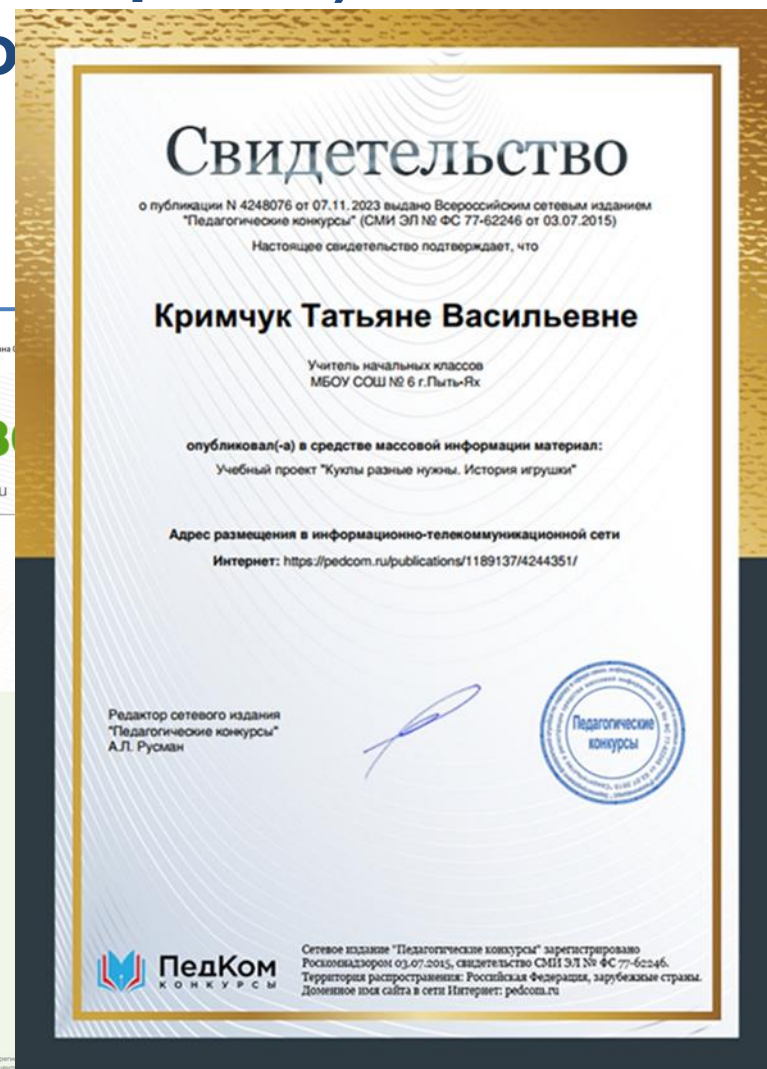 Свидетельство
о публикации N 4248076 от 07.11.2023 выдано Всероссийским сетевым изданием
"Педагогические конкурсы" (СМИ ЭЛ № ФС 77-62246 от 03.07.2015)
Настоящее свидетельство подтверждает, что
Кримчук Татьяне Васильевне
Учитель начальных классов
МБОУ СОШ № 6 г.Пыть-Ях
опубликовал(-а) в средстве массовой информации материал:
Учебный проект "Куклы разные нужны. История игрушки"
Адрес размещения в информационно-телекоммуникационной сети
Интернет: https://pedcom.ru/publications/1189137/4244351/
Редактор сетевого издания
"Педагогические конкурсы"
А.Л. Русман
Педагогические
конкурсы
ПедКом
КОНКУРСЫ
Сетевое издание "Педагогические конкурсы" зарегистрировано
Роскомнадзором 03.07.2015, свидетельство СМИ ЭЛ № ФС 77-62246.
Территория распространения: Российская Федерация, зарубежные страны.
Доменное имя сайта в сети Интернет: pedcom.ru